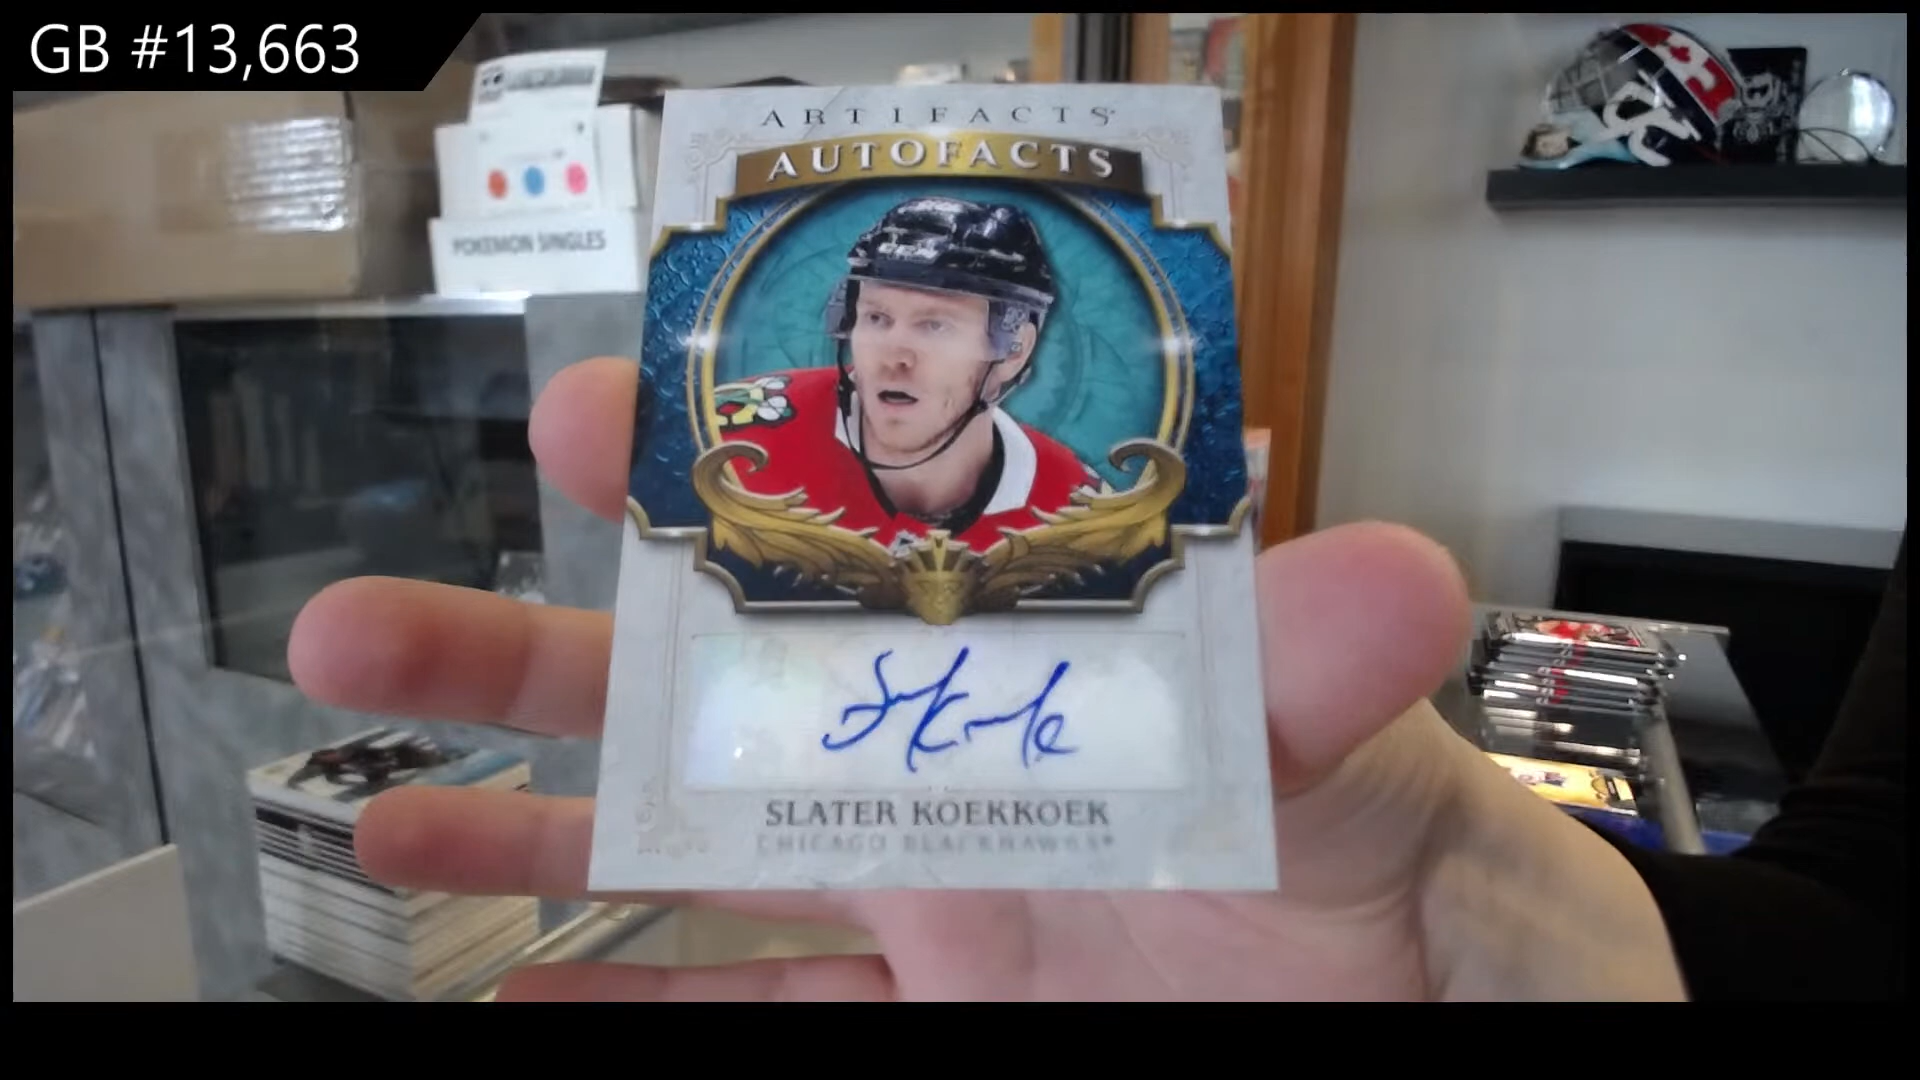 GB #13,663
POKEMON SINGLES
ARTIFACTS
AUTOFACTS
SLATER KOEKKOEK
CHICAGO BLACKHAWKS